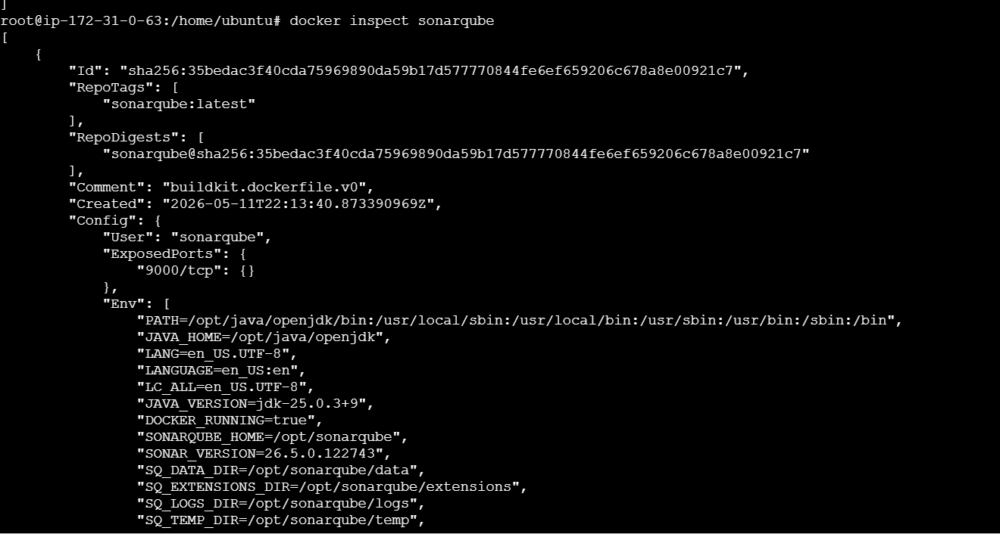 ]
root@ip-172-31-0-63:/home/ubuntu# docker inspect sonarqube
[
    {
        "Id": "sha256:35bedac3f40cda75969890da59b17d577770844fe6ef659206c678a8e00921c7",
        "RepoTags": [
            "sonarqube:latest"
        ],
        "RepoDigests": [
            "sonarqube@sha256:35bedac3f40cda75969890da59b17d577770844fe6ef659206c678a8e00921c7"
        ],
        "Comment": "buildkit.dockerfile.v0",
        "Created": "2026-05-11T22:13:40.873390969Z",
        "Config": {
            "User": "sonarqube",
            "ExposedPorts": {
                "9000/tcp": {}
            },
            "Env": [
                "PATH=/opt/java/openjdk/bin:/usr/local/sbin:/usr/local/bin:/usr/sbin:/usr/bin:/sbin:/bin",
                "JAVA_HOME=/opt/java/openjdk",
                "LANG=en_US.UTF-8",
                "LANGUAGE=en_US:en",
                "LC_ALL=en_US.UTF-8",
                "JAVA_VERSION=jdk-25.0.3+9",
                "DOCKER_RUNNING=true",
                "SONARQUBE_HOME=/opt/sonarqube",
                "SONAR_VERSION=26.5.0.122743",
                "SQ_DATA_DIR=/opt/sonarqube/data",
                "SQ_EXTENSIONS_DIR=/opt/sonarqube/extensions",
                "SQ_LOGS_DIR=/opt/sonarqube/logs",
                "SQ_TEMP_DIR=/opt/sonarqube/temp",